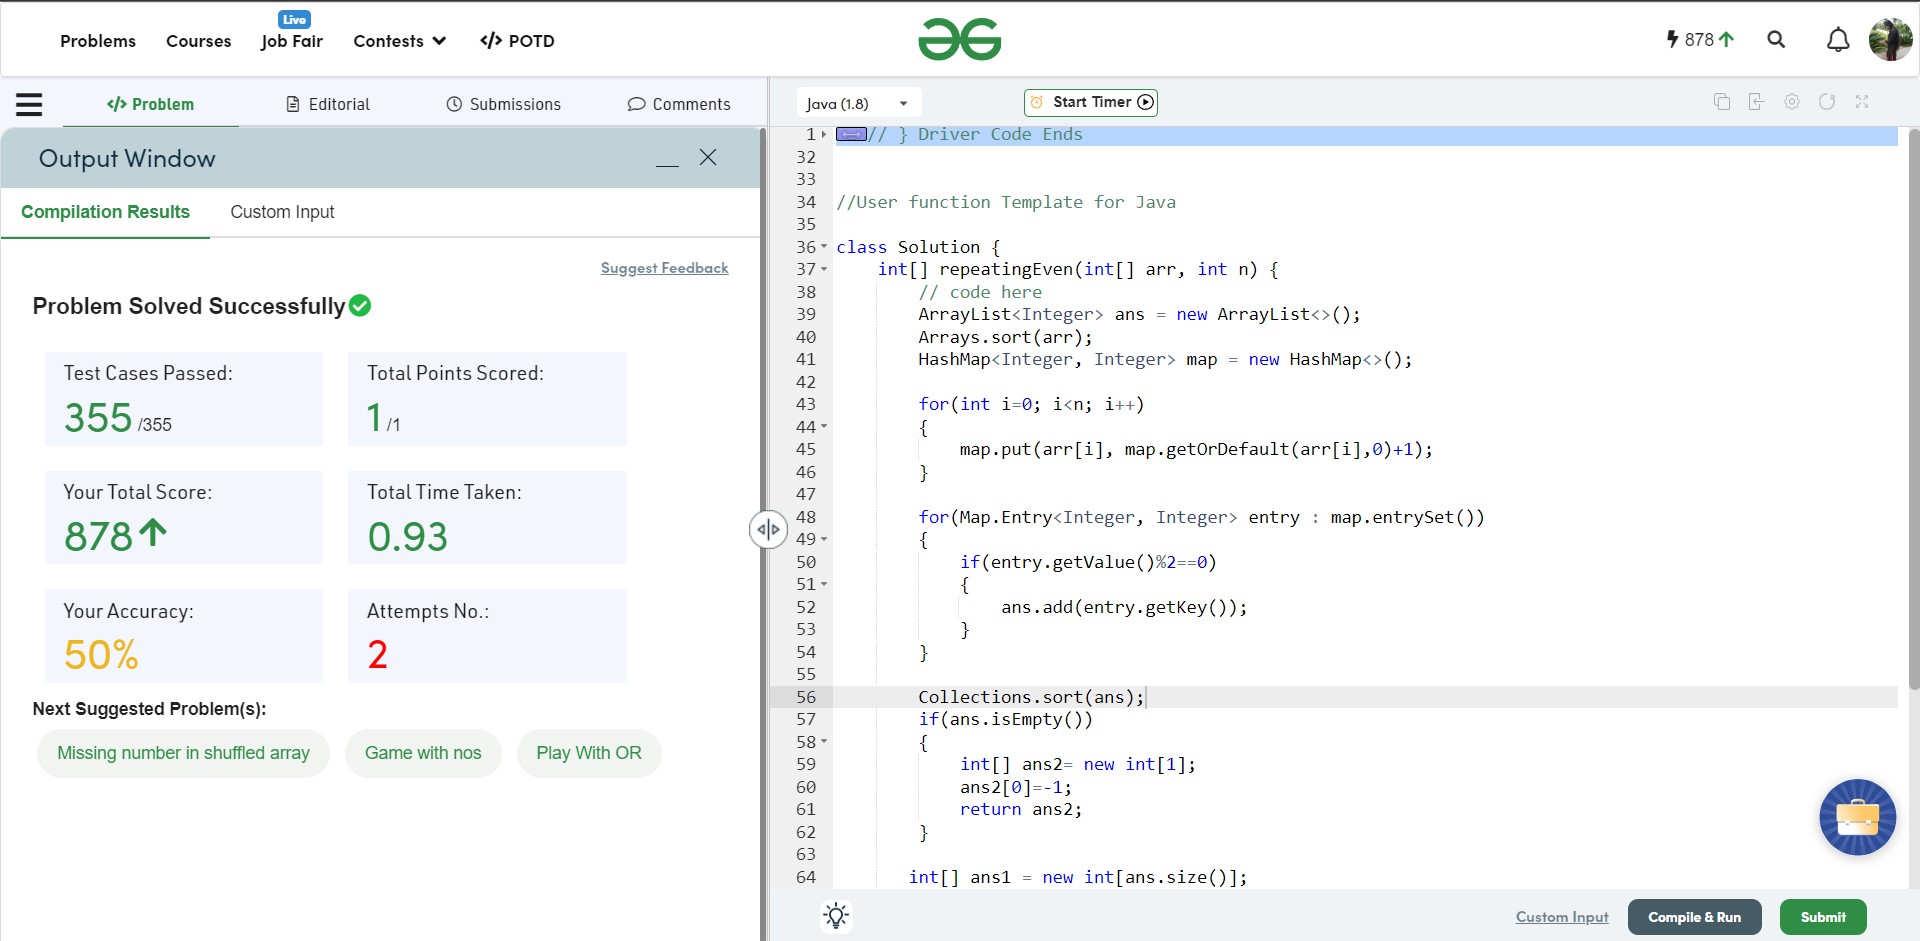 Live
Problems Courses Job Fair Contests </> POTD
878
</> Problem Editorial Submissions Comments
Output Window
Compilation Results Custom Input
Suggest Feedback
Problem Solved Successfully
Test Cases Passed: Total Points Scored:
355 /355 1 /1
Your Total Score: Total Time Taken:
878 0.93
Your Accuracy: Attempts No.:
50% 2
Next Suggested Problem(s):
Missing number in shuffled array Game with nos Play With OR
Java (1.8) Start Timer
1 // } Driver Code Ends
32
33
34 //User function Template for Java
35
36 class Solution {
37 int[] repeatingEven(int[] arr, int n) {
38 // code here
39 ArrayList<Integer> ans = new ArrayList<>();
40 Arrays.sort(arr);
41 HashMap<Integer, Integer> map = new HashMap<>();
42
43 for(int i=0; i<n; i++)
44 {
45 map.put(arr[i], map.getOrDefault(arr[i],0)+1);
46 }
47
48 for(Map.Entry<Integer, Integer> entry : map.entrySet())
49 {
50 if(entry.getValue()%2==0)
51 {
52 ans.add(entry.getKey());
53 }
54 }
55
56 Collections.sort(ans);
57 if(ans.isEmpty())
58 {
59 int[] ans2= new int[1];
60 ans2[0]=-1;
61 return ans2;
62 }
63
64 int[] ans1 = new int[ans.size()];
Custom Input Compile & Run Submit